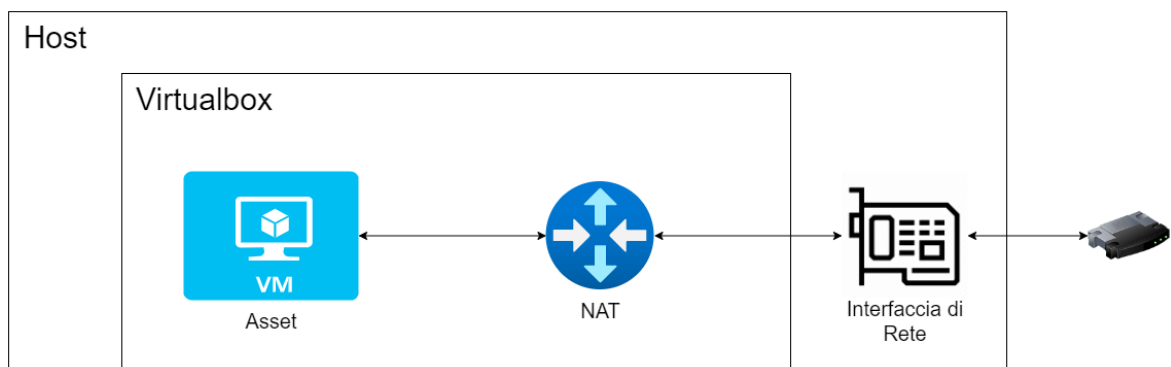 Host
Virtualbox
VM
Asset
NAT
Interfaccia di
Rete